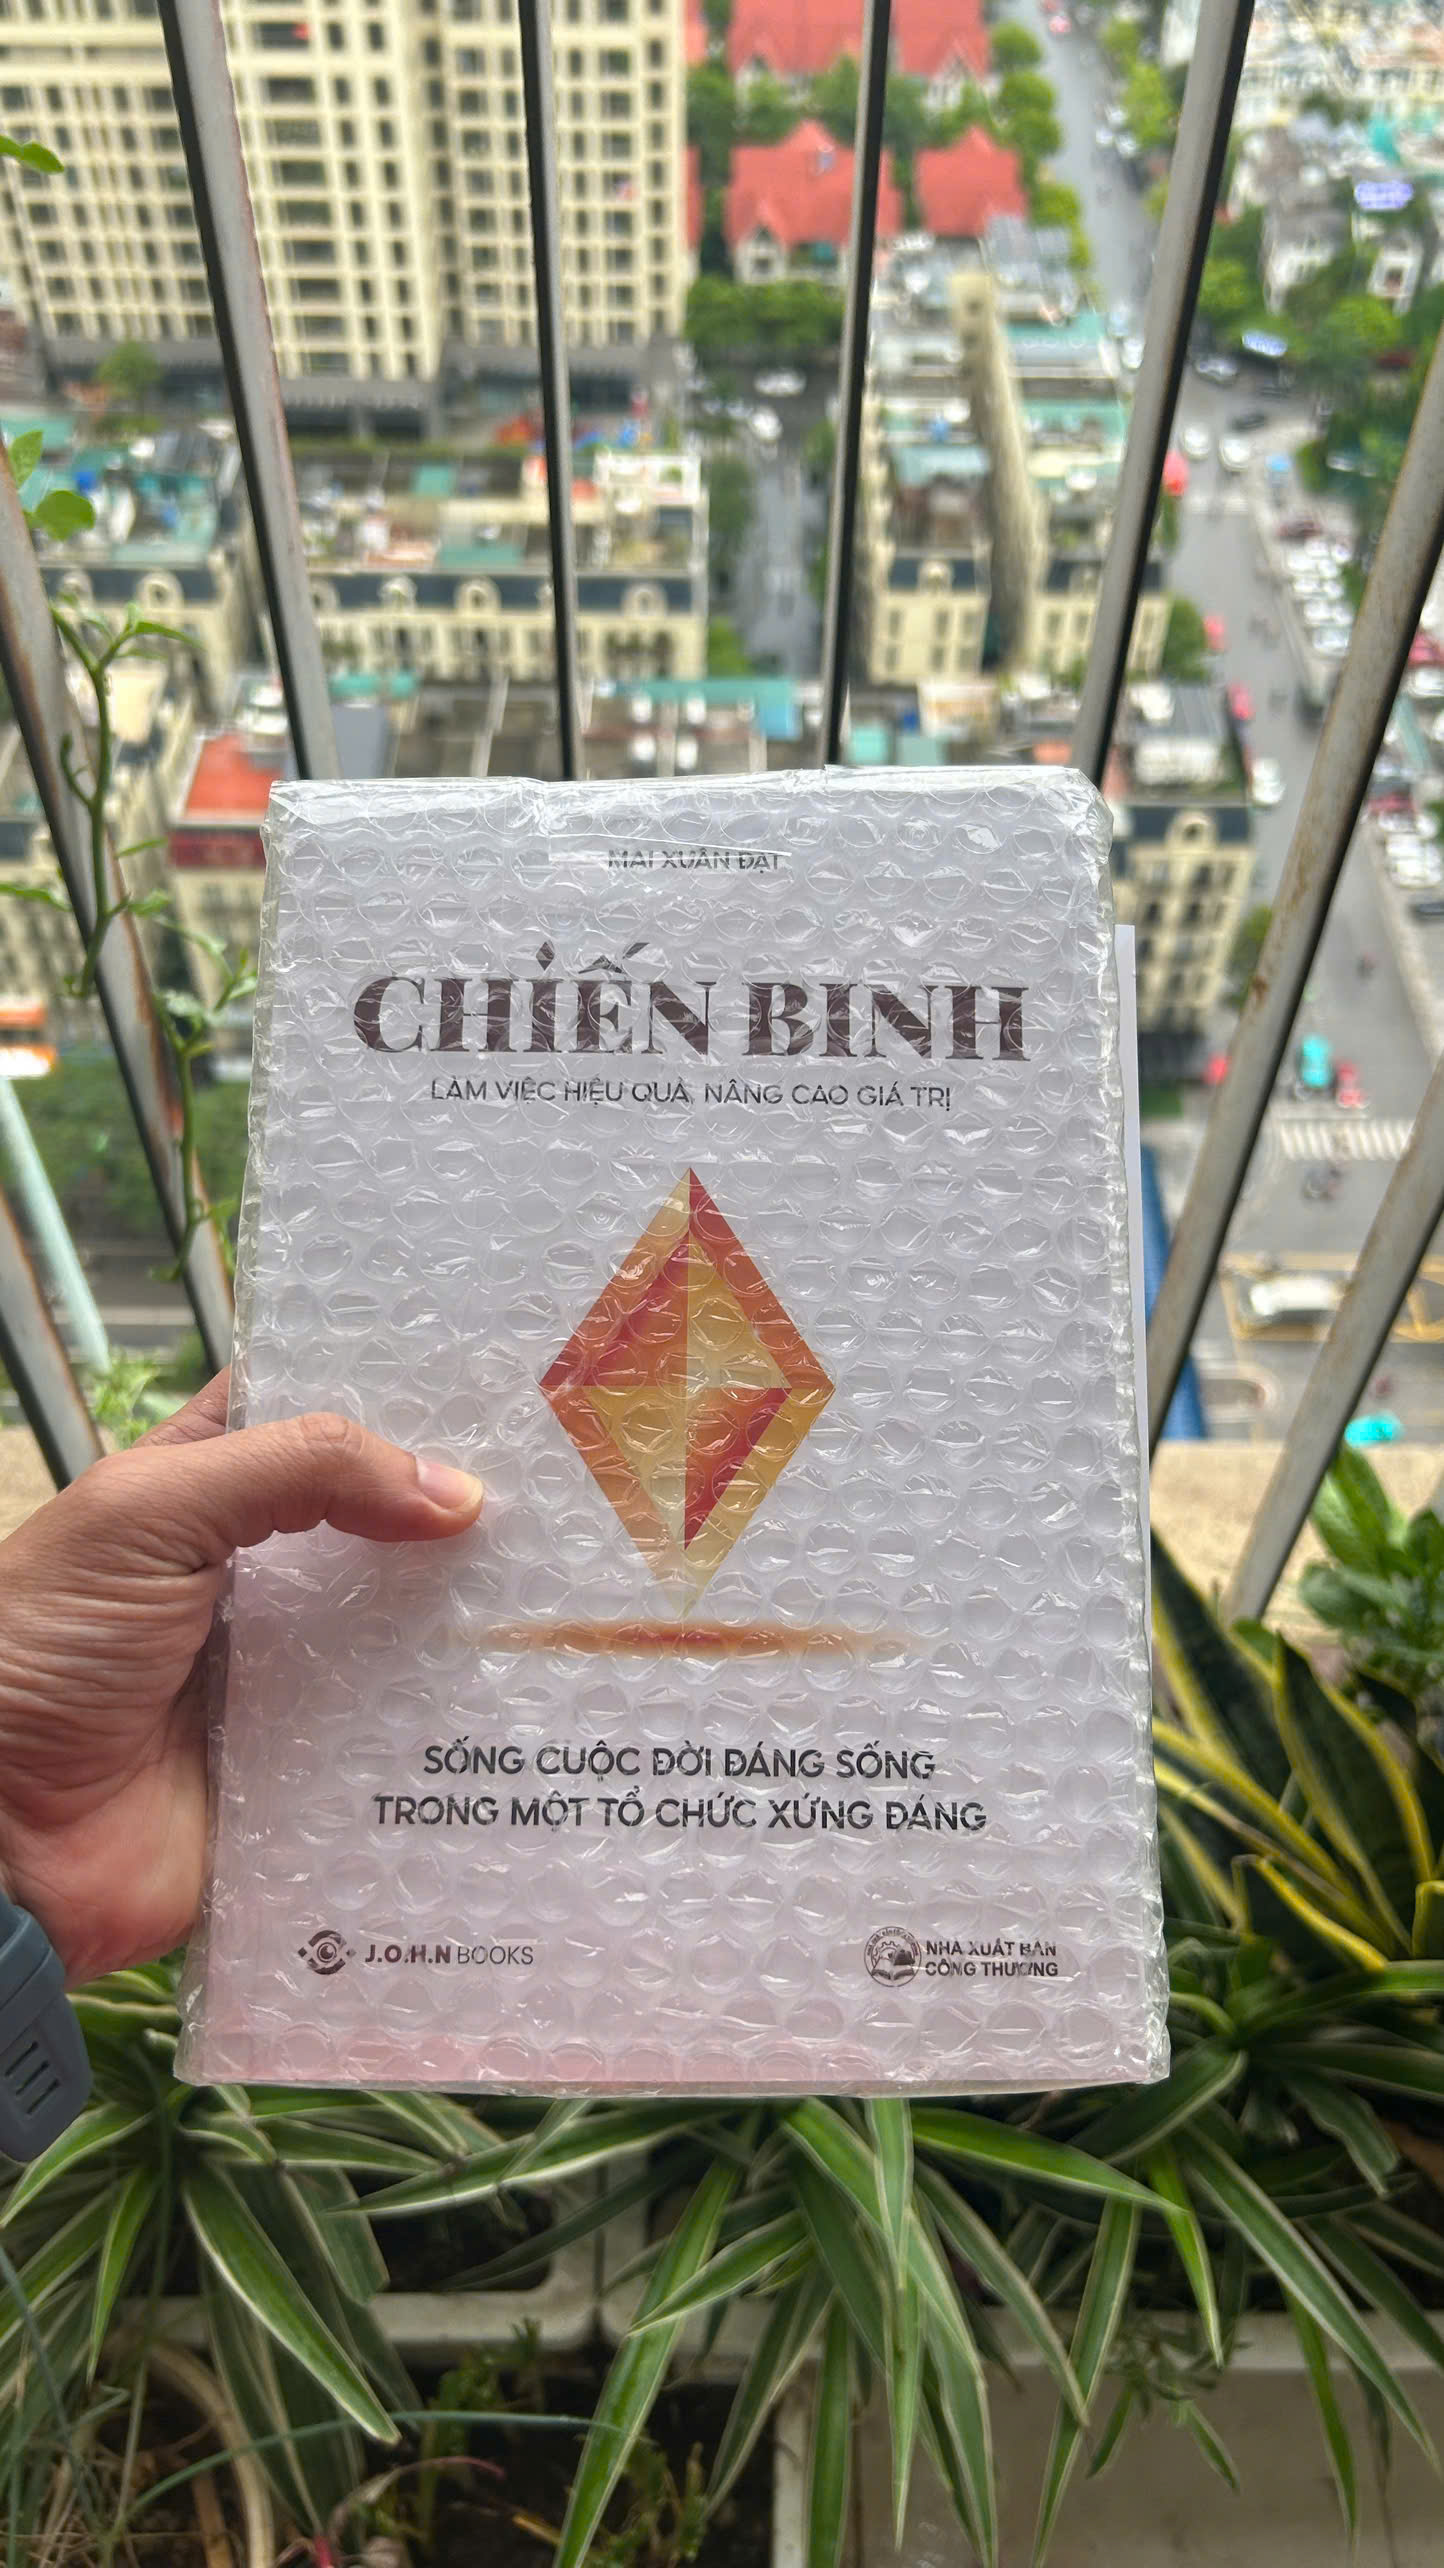 MAI XUÂN ĐẠT
CHIẾN BINH
LÀM VIỆC HIỆU QUẢ, NÂNG CAO GIÁ TRỊ
SỐNG CUỘC ĐỜI ĐÁNG SỐNG
TRONG MỘT TỔ CHỨC XỨNG ĐÁNG
J.O.H.N BOOKS
NHÀ XUẤT BẢN
CÔNG THƯƠNG